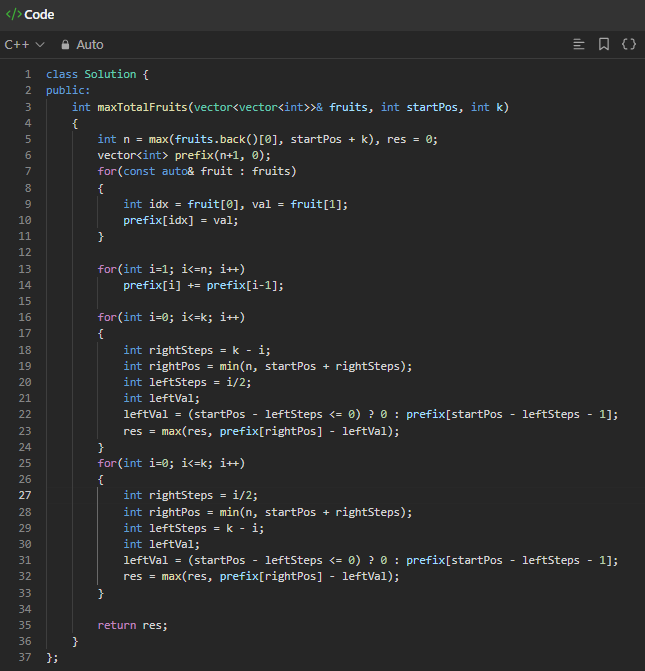 </> Code
C++ Auto
1 class Solution {
2 public:
3     int maxTotalFruits(vector<vector<int>>& fruits, int startPos, int k)
4     {
5         int n = max(fruits.back()[0], startPos + k), res = 0;
6         vector<int> prefix(n+1, 0);
7         for(const auto& fruit : fruits)
8         {
9             int idx = fruit[0], val = fruit[1];
10             prefix[idx] = val;
11         }
12
13         for(int i=1; i<=n; i++)
14             prefix[i] += prefix[i-1];
15
16         for(int i=0; i<=k; i++)
17         {
18             int rightSteps = k - i;
19             int rightPos = min(n, startPos + rightSteps);
20             int leftSteps = i/2;
21             int leftVal;
22             leftVal = (startPos - leftSteps <= 0) ? 0 : prefix[startPos - leftSteps - 1];
23             res = max(res, prefix[rightPos] - leftVal);
24         }
25         for(int i=0; i<=k; i++)
26         {
27             int rightSteps = i/2;
28             int rightPos = min(n, startPos + rightSteps);
29             int leftSteps = k - i;
30             int leftVal;
31             leftVal = (startPos - leftSteps <= 0) ? 0 : prefix[startPos - leftSteps - 1];
32             res = max(res, prefix[rightPos] - leftVal);
33         }
34
35         return res;
36     }
37 };